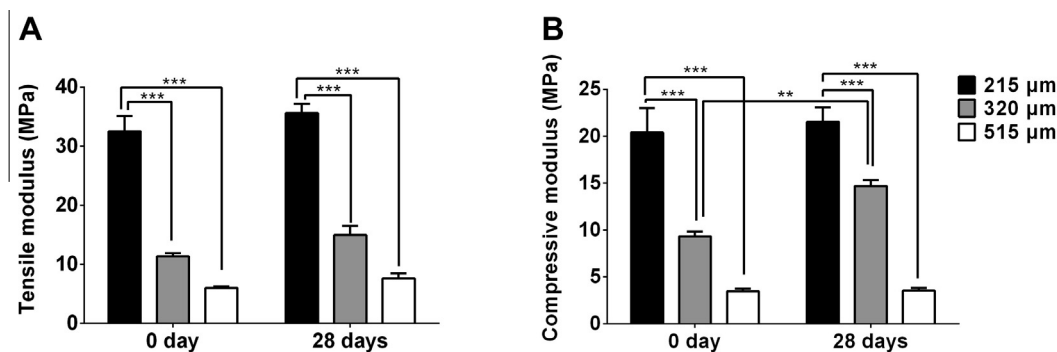 A
Tensile modulus (MPa)
40
30
20
10
0
***
***
***
***
0 day
28 days
B
Compressive modulus (MPa)
25
20
15
10
5
0
***
***
**
***
***
0 day
28 days
215 µm
320 µm
515 µm